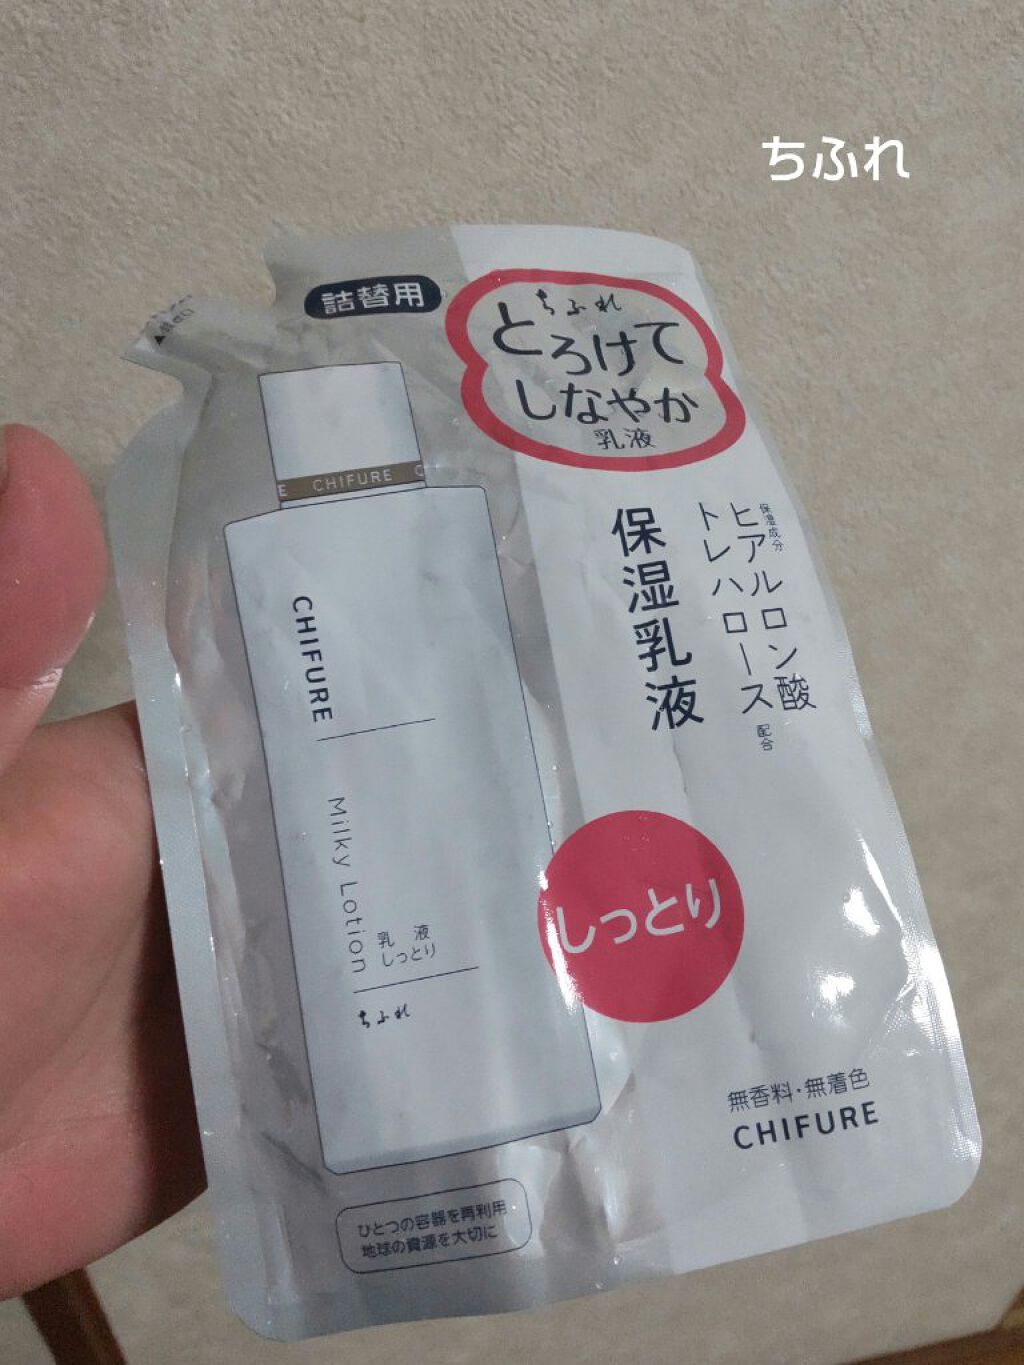 ちふれ
詰替用
ちふれ
とろけて
しなやか
乳液
保湿成分
ヒアルロン酸
トレハロース
配合
保湿乳液
E CHIFURE C
CHIFURE
Milky Lotion
乳液
しっとり
ちふれ
しっとり
無香料・無着色
CHIFURE
ひとつの容器を再利用
地球の資源を大切に